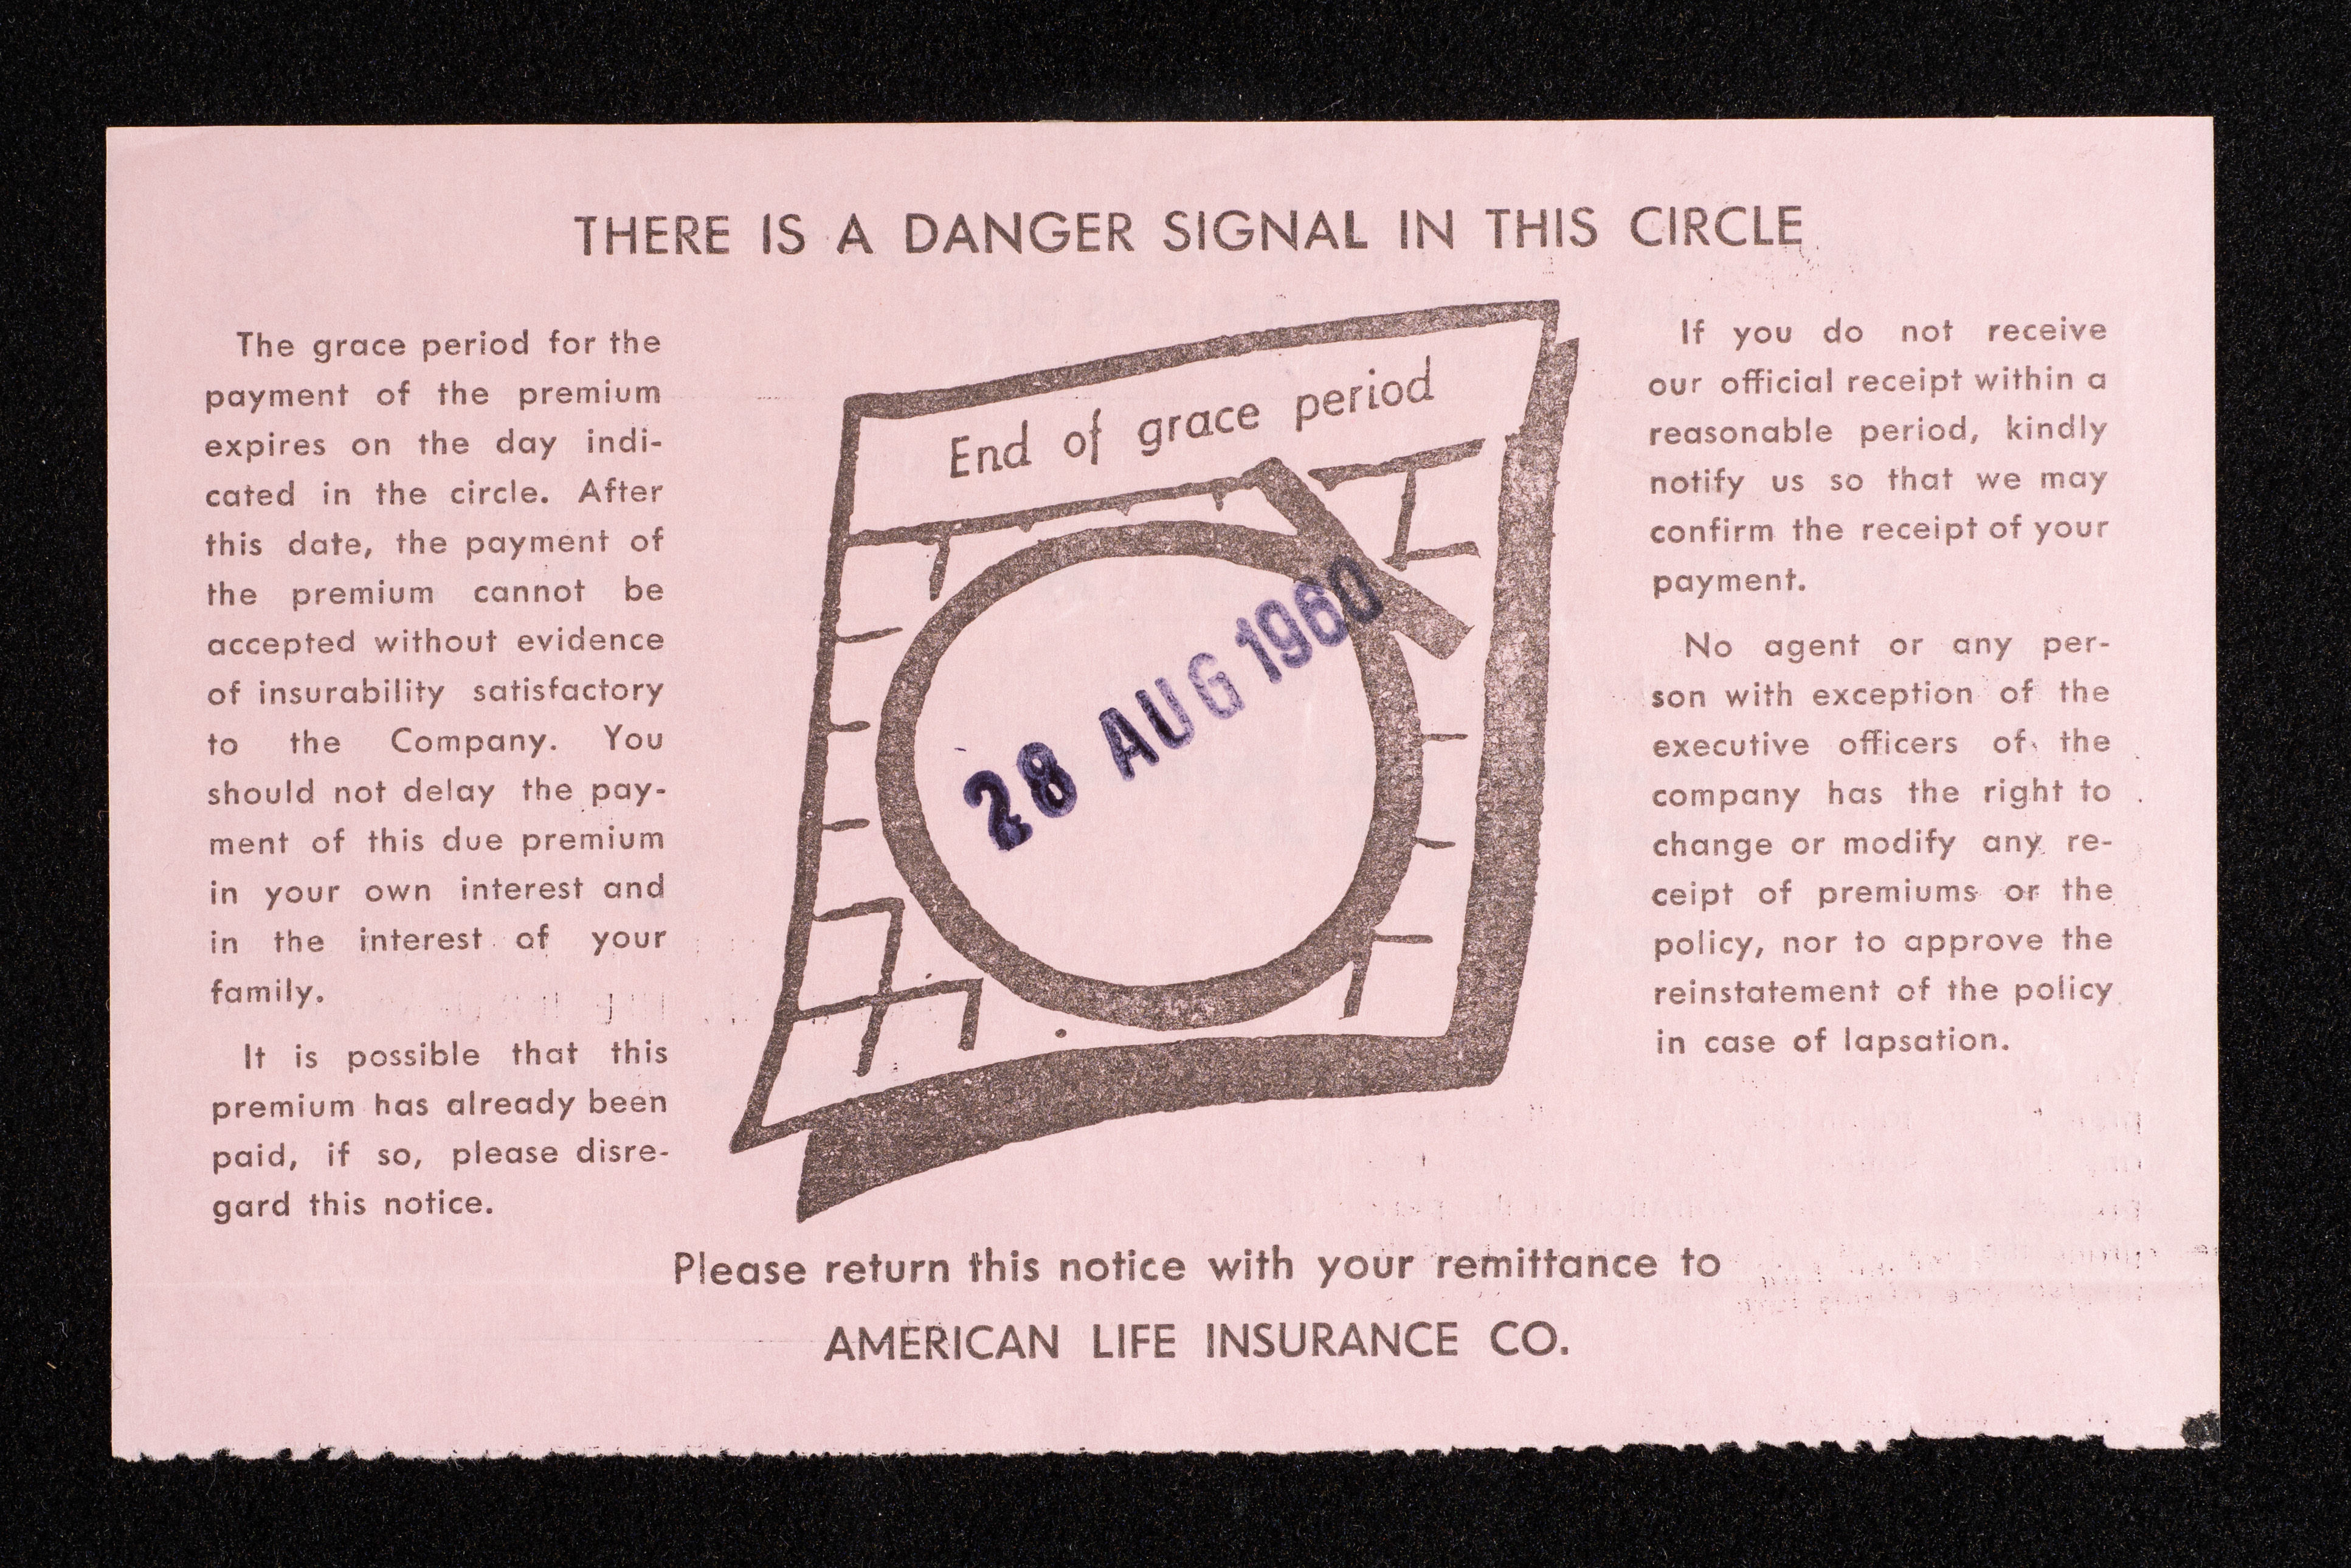 THERE IS A DANGER SIGNAL IN THIS CIRCLE
The grace period for the
payment of the premium
expires on the day indi-
cated in the circle. After
this date, the payment of
the premium cannot be
accepted without evidence
of insurability satisfactory
to the Company. You
should not delay the pay-
ment of this due premium
in your own interest and
in the interest of your
family.
It is possible that this
premium has already been
paid, if so, please disre-
gard this notice.
End of grace period
28 AUG 1960
If you do not receive
our official receipt within a
reasonable period, kindly
notify us so that we may
confirm the receipt of your
payment.
No agent or any per-
son with exception of the
executive officers of the
company has the right to
change or modify any re-
ceipt of premiums or the
policy, nor to approve the
reinstatement of the policy
in case of lapsation.
Please return this notice with your remittance to
AMERICAN LIFE INSURANCE CO.